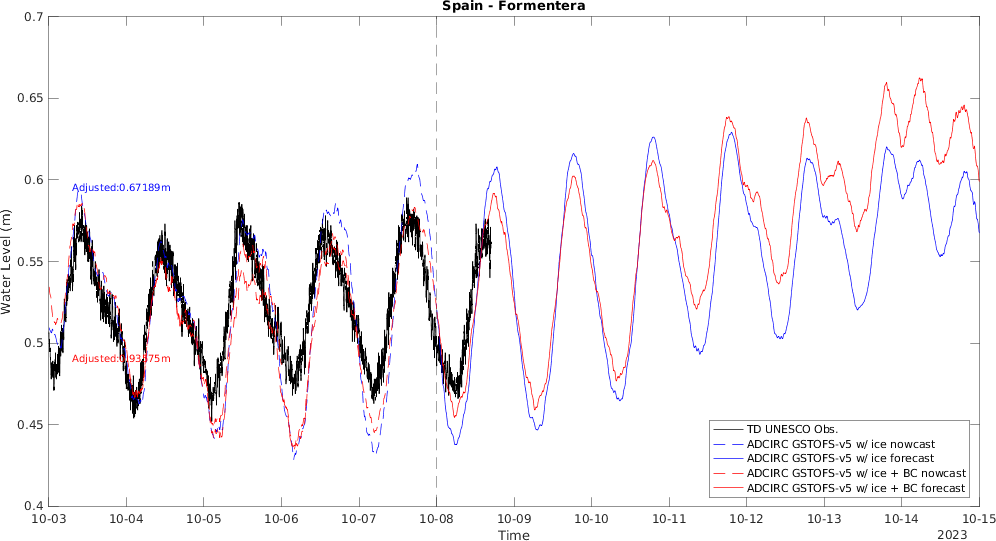 Spain - Formentera
0.7
0.65
0.6
0.55
0.5
0.45
0.4
Water Level (m)
Adjusted:0.67189m
Adjusted:0.93375m
TD UNESCO Obs.
ADCIRC GSTOFS-v5 w/ ice nowcast
ADCIRC GSTOFS-v5 w/ ice forecast
ADCIRC GSTOFS-v5 w/ ice + BC nowcast
ADCIRC GSTOFS-v5 w/ ice + BC forecast
10-03 10-04 10-05 10-06 10-07 10-08 10-09 10-10 10-11 10-12 10-13 10-14 10-15
Time
2023